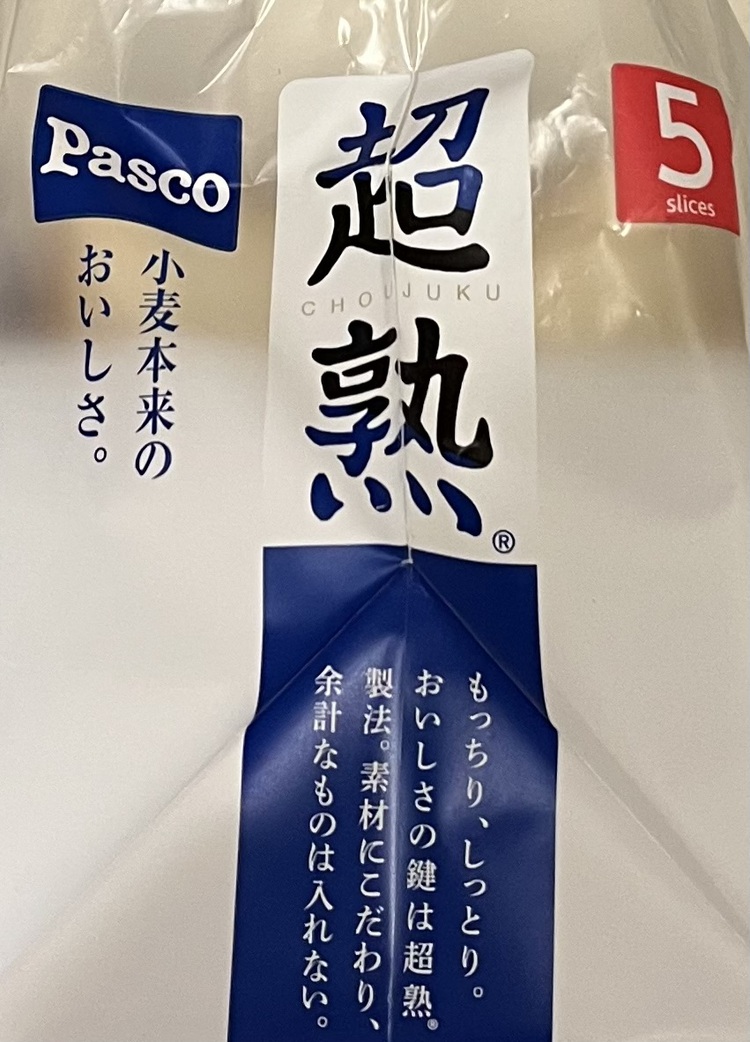 Pasco
小麦本来の
おいしさ。
超熟®
CHOUJUKU
5
slices
もっちり、しっとり。
おいしさの鍵は超熟®
製法。素材にこだわり、
余計なものは入れない。